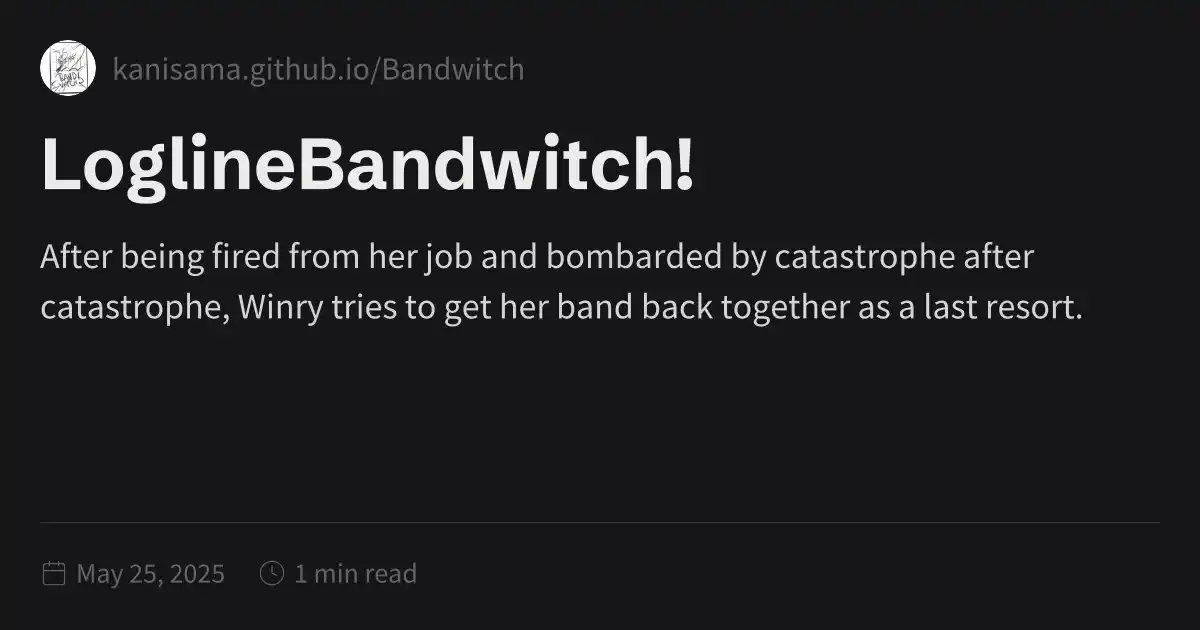 kanisama.github.io/Bandwitch
LoglineBandwitch!
After being fired from her job and bombarded by catastrophe after
catastrophe, Winry tries to get her band back together as a last resort.
May 25, 2025
1 min read